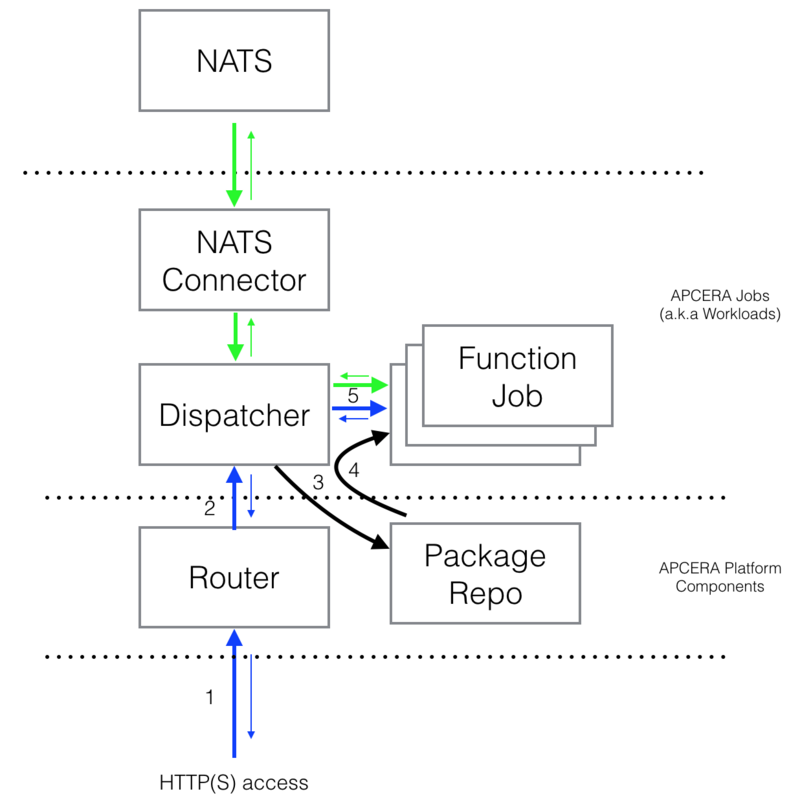 NATS
NATS
Connector
APCERA Jobs
(a.k.a Workloads)
Function
Job
Dispatcher
5
3
4
2
Router
Package
Repo
APCERA Platform
Components
1
HTTP(S) access